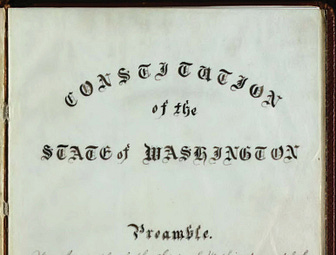 CONSTITUTION
of the
STATE of WASHINGTON
Preamble.